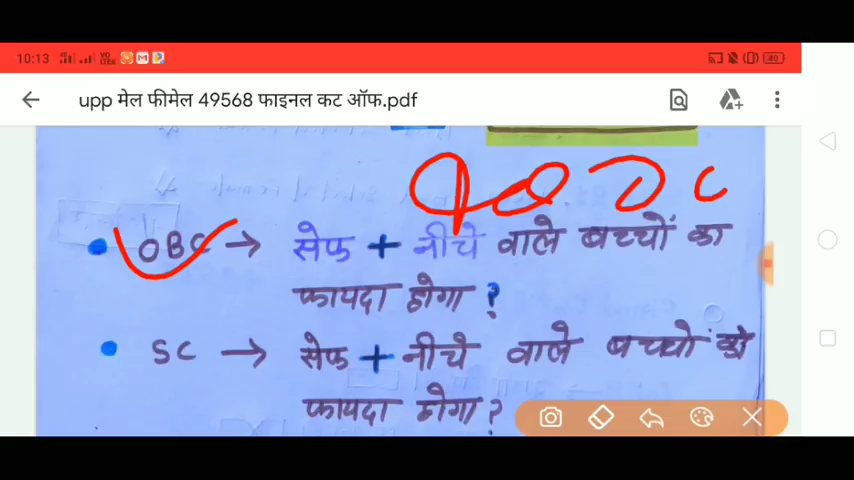 10:13
upp मेल फीमेल 49568 फाइनल कट ऑफ.pdf
OBC → सेफ + नीचे वाले बच्चों का
फायदा होगा ?
SC → सेफ + नीचे वाले बच्चो को
फायदा होगा ?